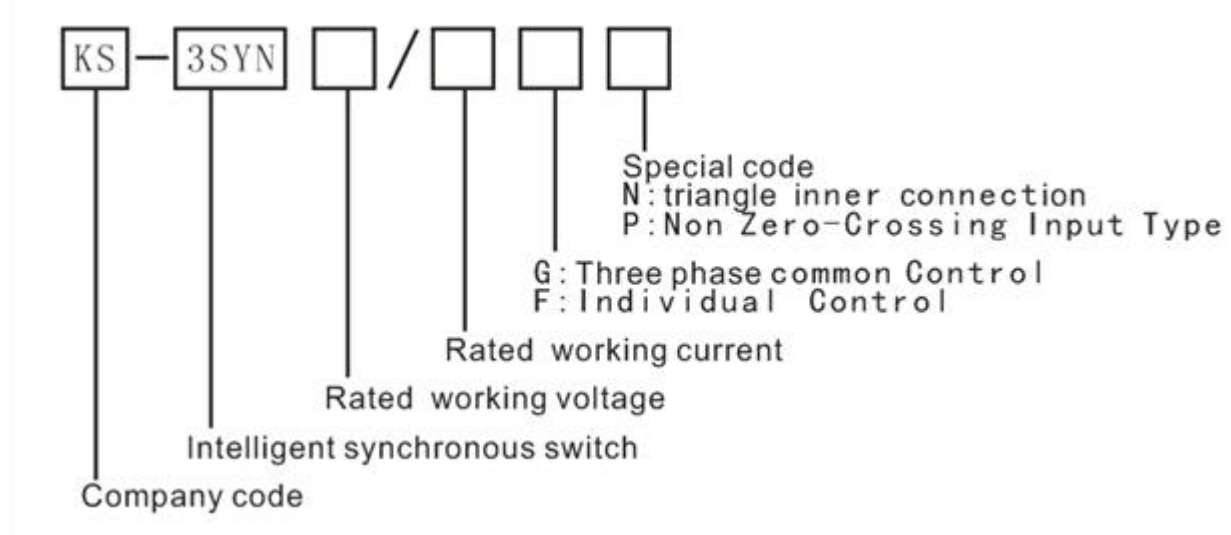 KS - 3SYN /
Special code
N:triangle inner connection
P:Non Zero-Crossing Input Type
G:Three phase common Control
F:Individual Control
Rated working current
Rated working voltage
Intelligent synchronous switch
Company code